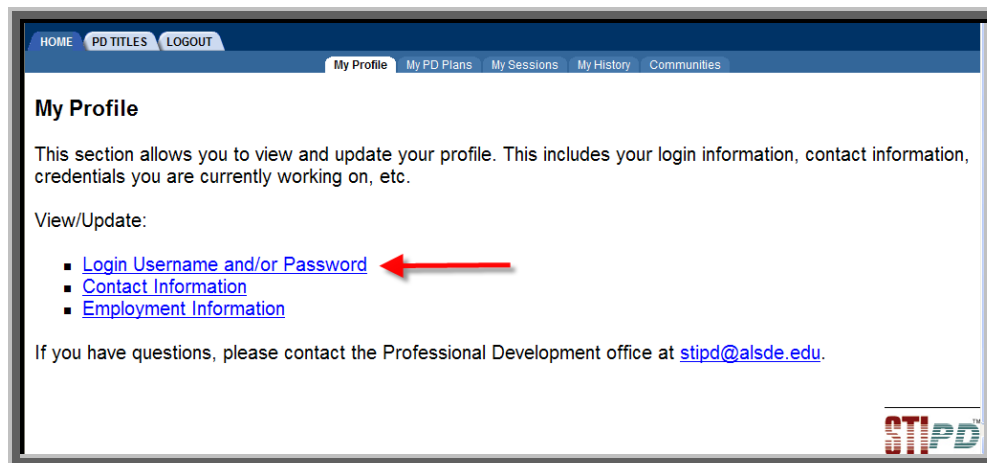 HOME PD TITLES LOGOUT
My Profile My PD Plans My Sessions My History Communities
My Profile
This section allows you to view and update your profile. This includes your login information, contact information,
credentials you are currently working on, etc.
View/Update:
Login Username and/or Password
Contact Information
Employment Information
If you have questions, please contact the Professional Development office at stipd@alsde.edu.
STIPD™